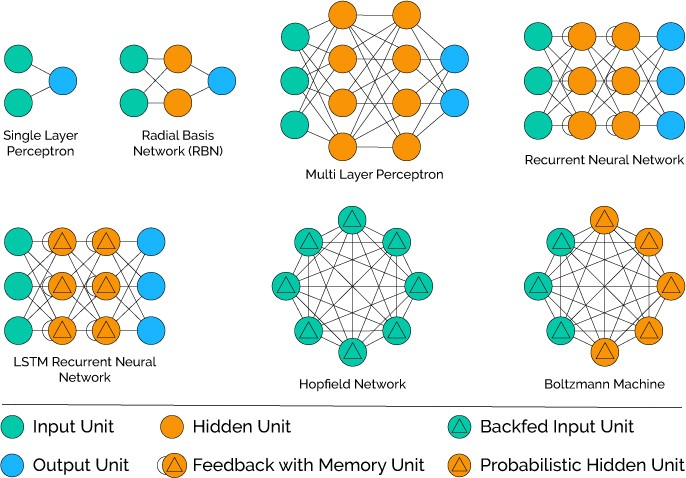 Single Layer
Perceptron
Radial Basis
Network (RBN)
Multi Layer Perceptron
Recurrent Neural Network
LSTM Recurrent Neural
Network
Hopfield Network
Boltzmann Machine
Input Unit
Hidden Unit
Backfed Input Unit
Output Unit
Feedback with Memory Unit
Probabilistic Hidden Unit